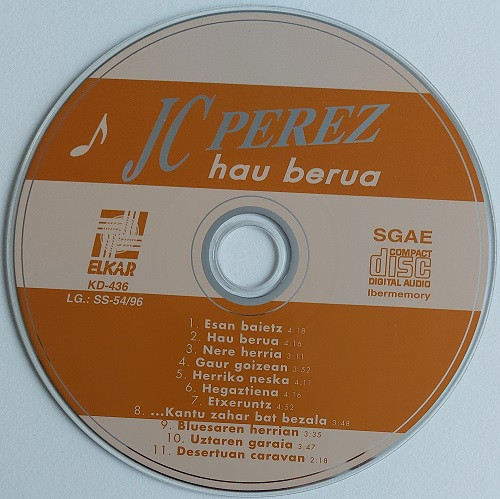 JC PEREZ
hau berua
ELKAR
KD-436
LG.: SS-54/96
SGAE
COMPACT
disc
DIGITAL AUDIO
Ibermemory
1. Esan baietz 4:18
2. Hau berua 4:16
3. Nere herria 3:11
4. Gaur goizean 3:52
5. Herriko neska 4:17
6. Hegaztiena 4:16
7. Etxeruntz 4:52
8. ...Kantu zahar bat bezala 3:48
9. Bluesaren herrian 3:35
10. Uztaren garaia 3:47
11. Desertuan caravan 2:18